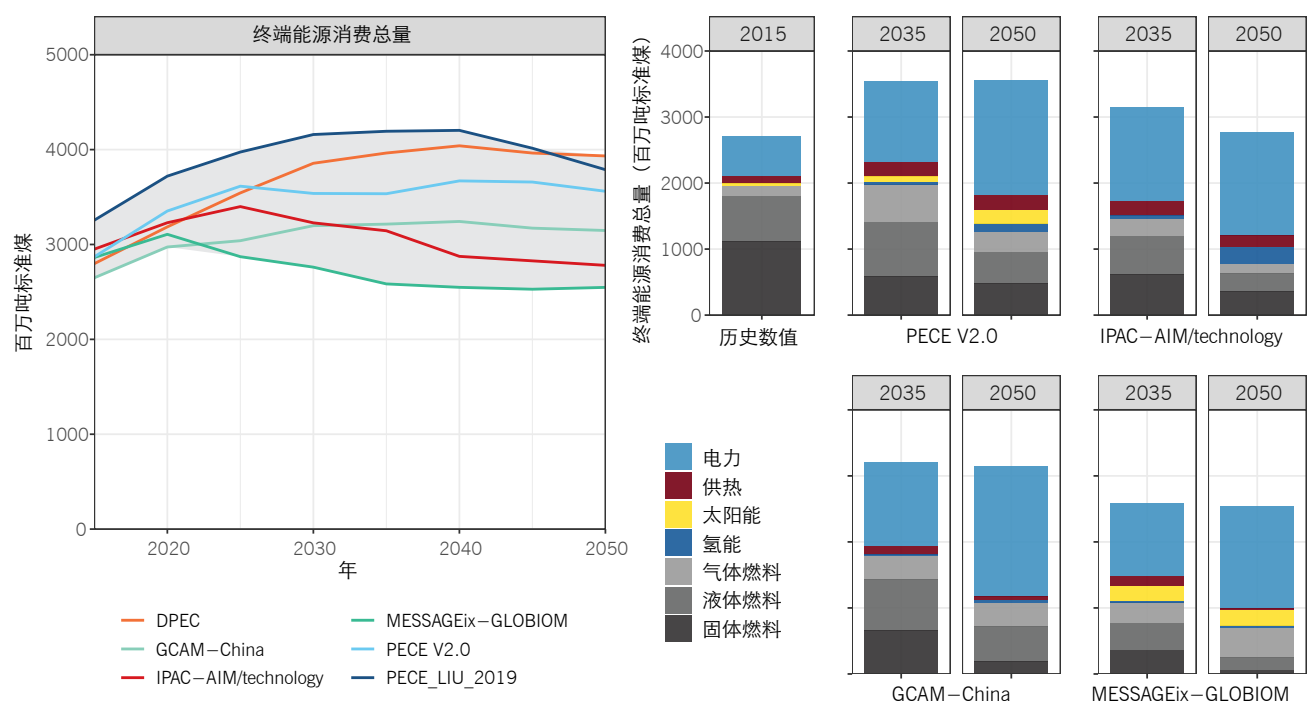 终端能源消费总量
5000
4000
3000
2000
1000
0
百万吨标准煤
2020
2030
2040
2050
年
DPEC
GCAM−China
IPAC−AIM/technology
MESSAGEix−GLOBIOM
PECE V2.0
PECE_LIU_2019
终端能源消费总量(百万吨标准煤)
4000
3000
2000
1000
0
2015
历史数值
2035
2050
PECE V2.0
2035
2050
IPAC−AIM/technology
电力
供热
太阳能
氢能
气体燃料
液体燃料
固体燃料
2035
2050
GCAM−China
2035
2050
MESSAGEix−GLOBIOM